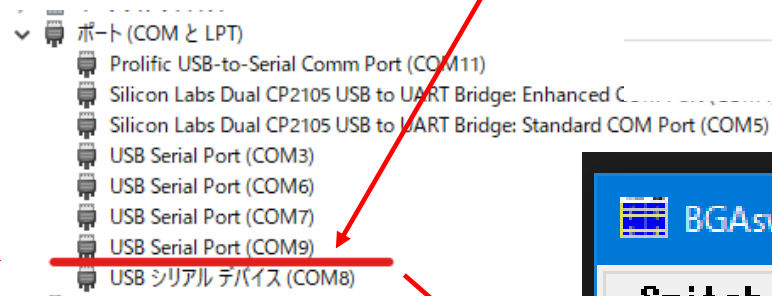 ポート (COM と LPT)
Prolific USB-to-Serial Comm Port (COM11)
Silicon Labs Dual CP2105 USB to UART Bridge: Enhanced
Silicon Labs Dual CP2105 USB to UART Bridge: Standard COM Port (COM5)
USB Serial Port (COM3)
USB Serial Port (COM6)
USB Serial Port (COM7)
USB Serial Port (COM9)
USB シリアル デバイス (COM8)
BGAsw